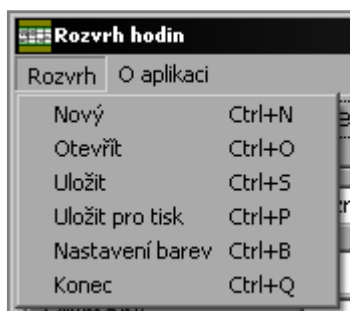 Rozvrh hodin
Rozvrh O aplikaci
Nový Ctrl+N
Otevřít Ctrl+O
Uložit Ctrl+S
Uložit pro tisk Ctrl+P
Nastavení barev Ctrl+B
Konec Ctrl+Q